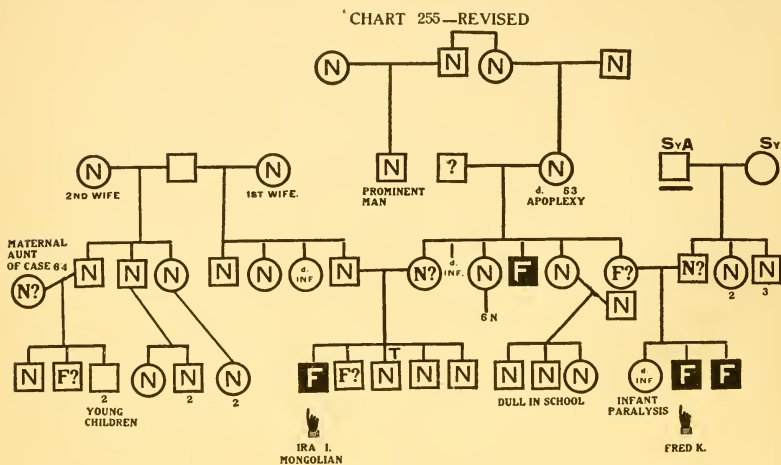 CHART 255—REVISED
N N N N
SyA Sy
N N N ? N
2ND WIFE 1ST WIFE. PROMINENT MAN d. 53 APOPLEXY
MATERNAL
AUNT
OF CASE 64
N? N N N N N d. INF N N? d. INF. N F N F? N? N N
2 3
6 N N
T
N F? 2 N N N F F? N N N N N N d. INF F F
2 2
YOUNG
CHILDREN
DULL IN SCHOOL
INFANT
PARALYSIS
IRA I.
MONGOLIAN
FRED K.